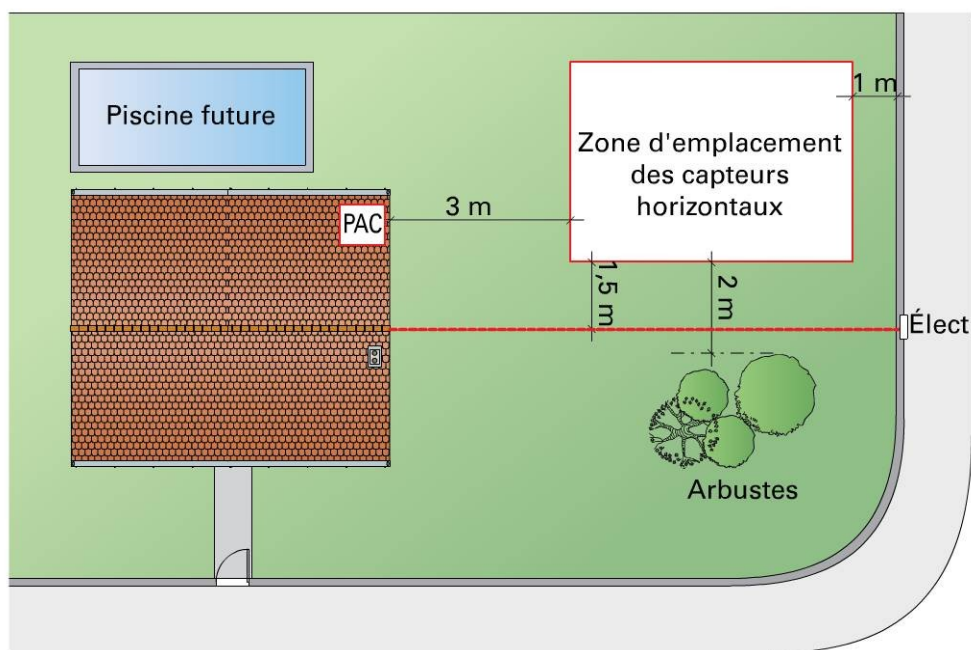 Piscine future
1 m
Zone d'emplacement
des capteurs
horizontaux
PAC
3 m
1,5 m
2 m
Élect
Arbustes